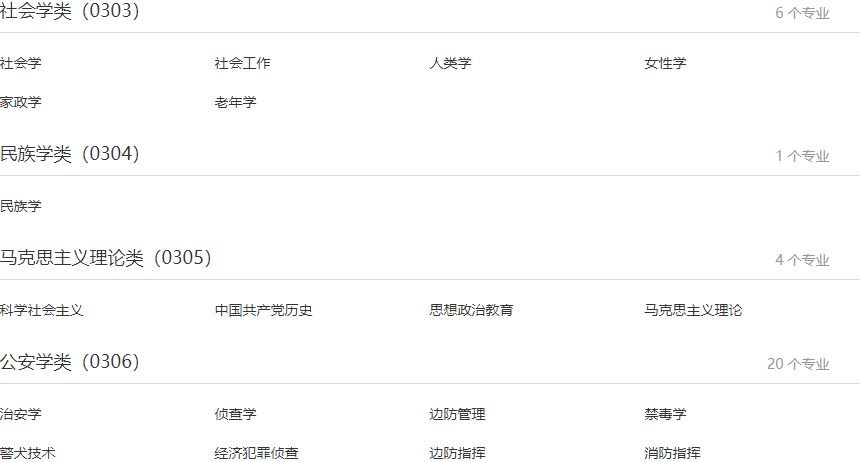 社会学类（0303） 6 个专业
社会学 社会工作 人类学 女性学
家政学 老年学
民族学类（0304） 1 个专业
民族学
马克思主义理论类（0305） 4 个专业
科学社会主义 中国共产党历史 思想政治教育 马克思主义理论
公安学类（0306） 20 个专业
治安学 侦查学 边防管理 禁毒学
警犬技术 经济犯罪侦查 边防指挥 消防指挥